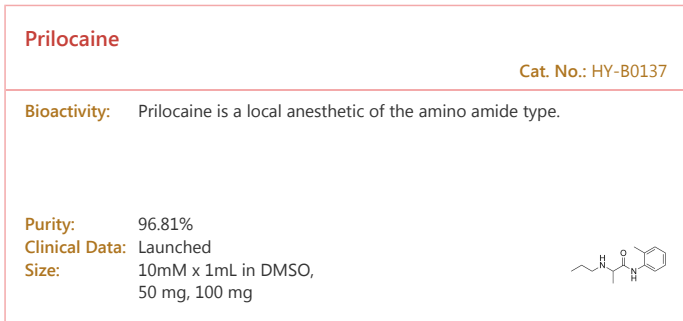 Prilocaine
Cat. No.: HY-B0137
Bioactivity: Prilocaine is a local anesthetic of the amino amide type.
Purity: 96.81%
Clinical Data: Launched
Size: 10mM x 1mL in DMSO,
50 mg, 100 mg
O
H
N
N
H